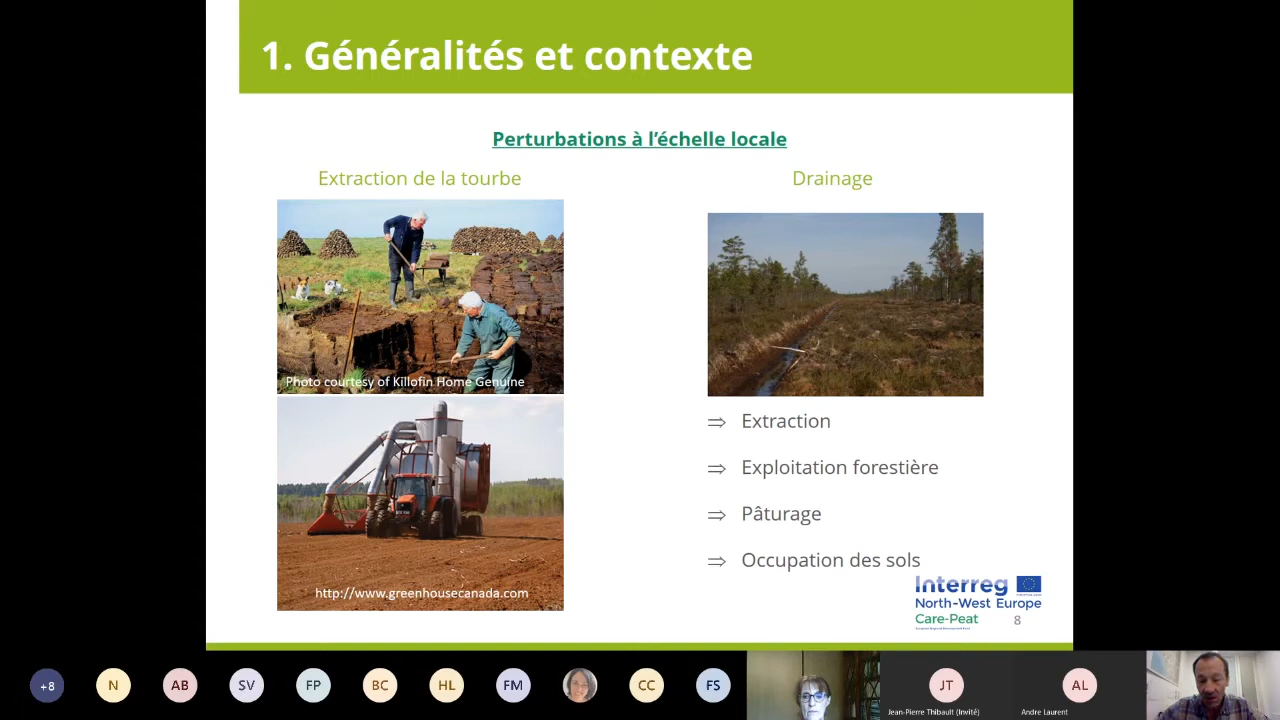 1. Généralités et contexte
Perturbations à l'échelle locale
Extraction de la tourbe
Drainage
Photo courtesy of Killofin Home Genuine
http://www.greenhousecanada.com
⇒ Extraction
⇒ Exploitation forestière
⇒ Pâturage
⇒ Occupation des sols
Interreg
North-West Europe
Care-Peat
8
+8
N
AB
SV
FP
BC
HL
FM
CC
FS
JT
Jean-Pierre Thibault (Invité)
AL
Andre Laurent